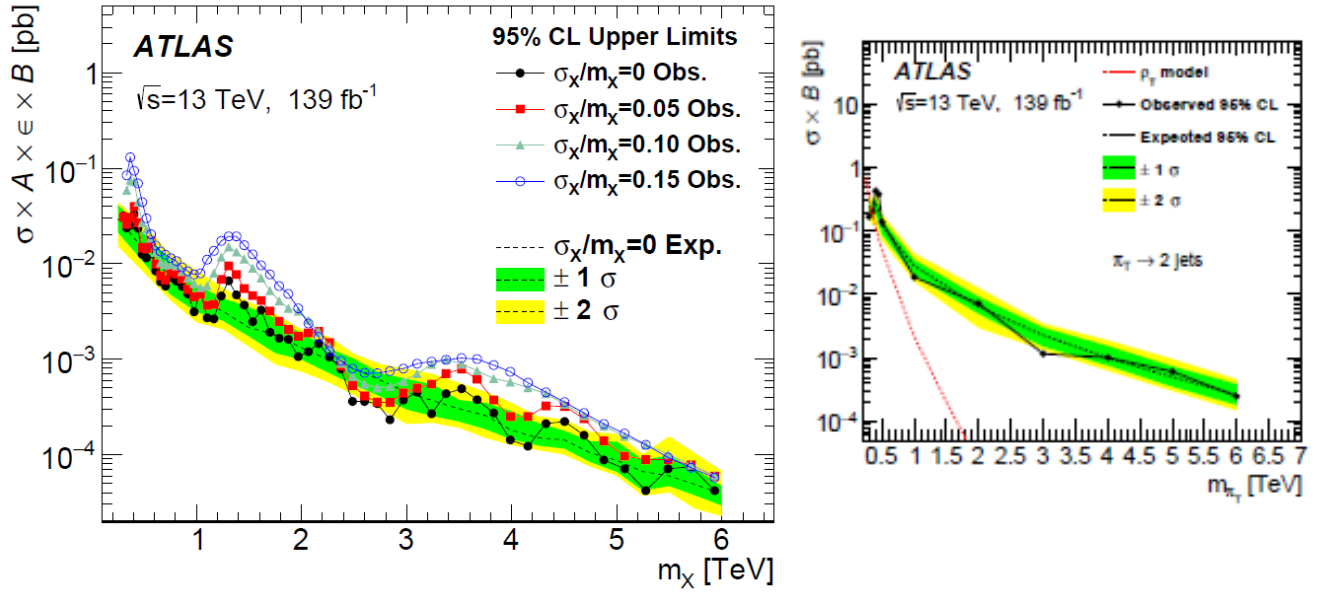 σ × A × ∈ × B [pb]
1
10⁻¹
10⁻²
10⁻³
10⁻⁴
ATLAS
√s=13 TeV, 139 fb⁻¹
95% CL Upper Limits
σX/mX=0 Obs.
σX/mX=0.05 Obs.
σX/mX=0.10 Obs.
σX/mX=0.15 Obs.
σX/mX=0 Exp.
± 1 σ
± 2 σ
1 2 3 4 5 6
mX [TeV]
σ × B [pb]
10
1
10⁻¹
10⁻²
10⁻³
10⁻⁴
ATLAS
√s=13 TeV, 139 fb⁻¹
ρT model
Observed 95% CL
Expected 95% CL
± 1 σ
± 2 σ
πT → 2 jets
0.5 1 1.5 2 2.5 3 3.5 4 4.5 5 5.5 6 6.5 7
mπT [TeV]